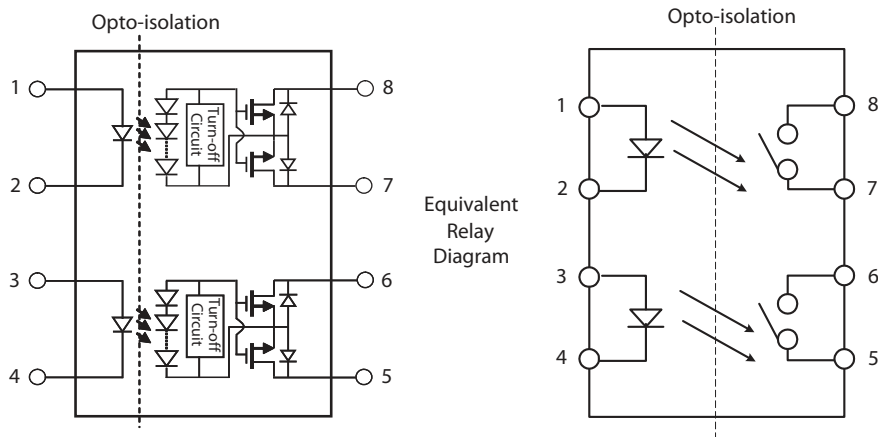 Opto-isolation
1
2
3
4
Turn-off
Circuit
Turn-off
Circuit
8
7
6
5
Equivalent
Relay
Diagram
Opto-isolation
1
2
3
4
8
7
6
5